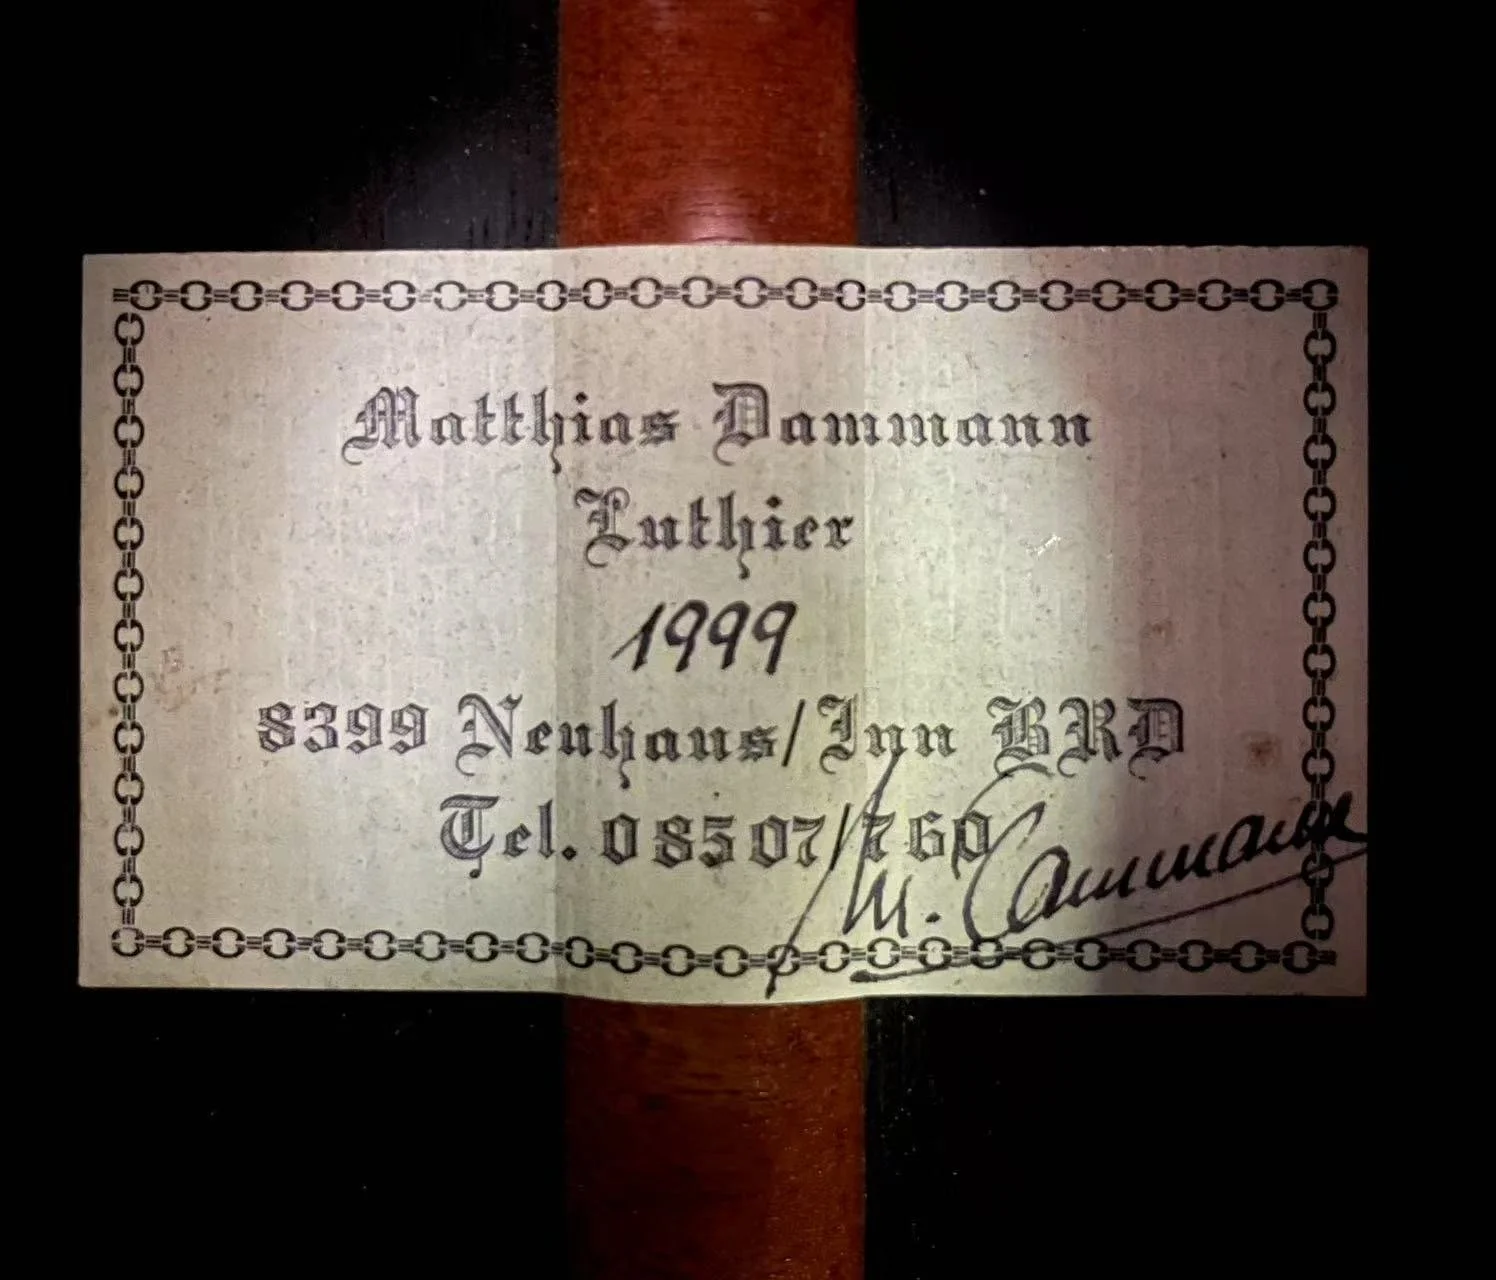 Matthias Dammann
Luthier
1999
8399 Neuhaus/Inn BRD
Tel. 08507/760
M. Dammann